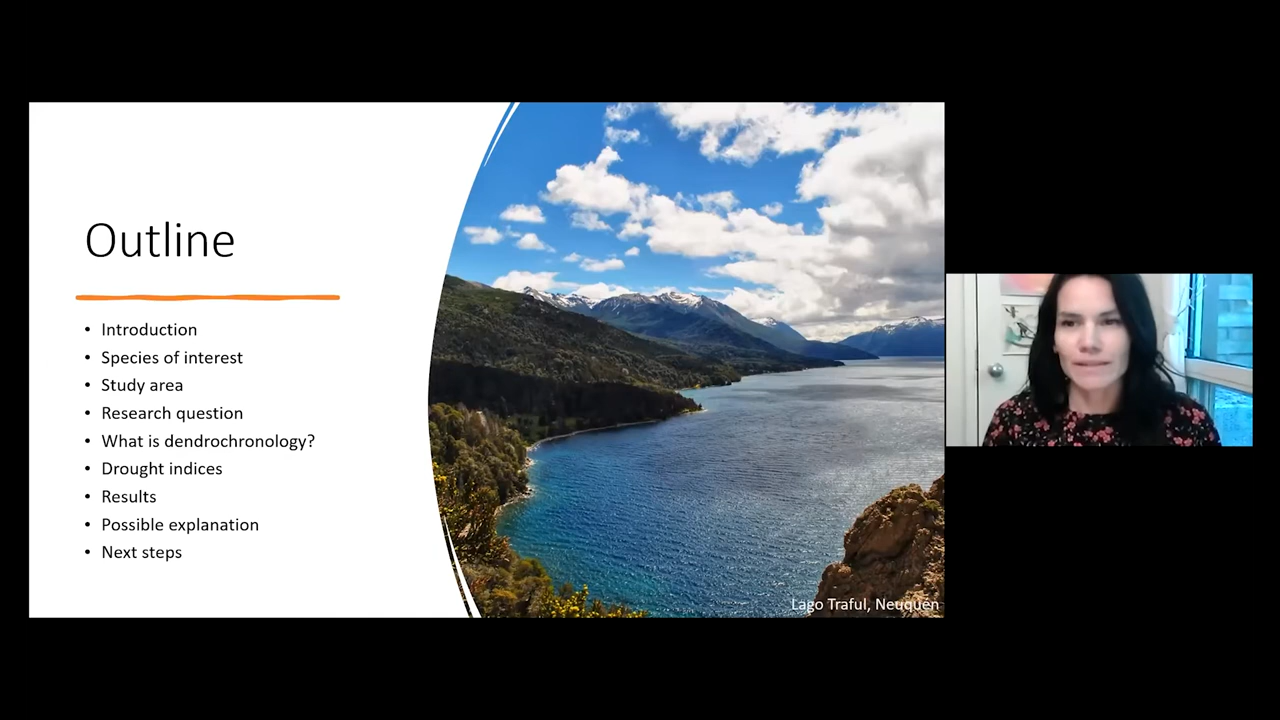 Outline
• Introduction
• Species of interest
• Study area
• Research question
• What is dendrochronology?
• Drought indices
• Results
• Possible explanation
• Next steps
Lago Traful, Neuquén